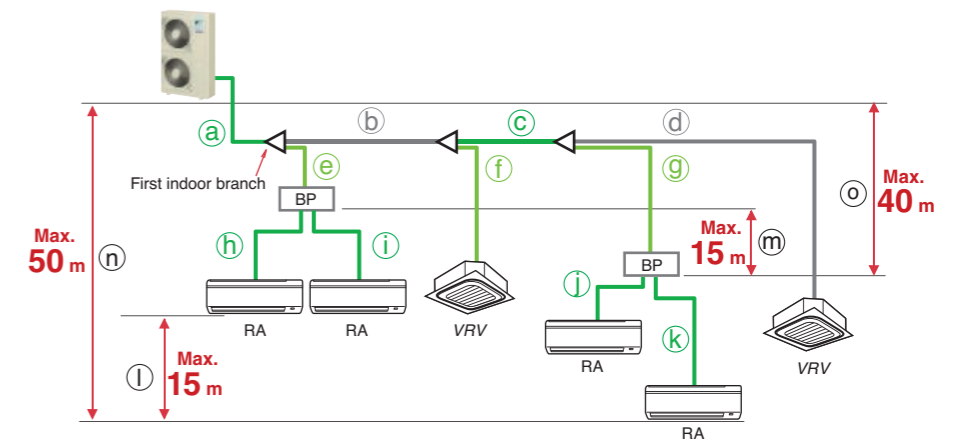 ⓐ
ⓑ
ⓒ
ⓓ
First indoor branch
ⓔ
ⓕ
ⓖ
BP
Max.
50 m
ⓝ
ⓗ
ⓘ
RA
RA
VRV
Max.
15 m
ⓜ
Max.
40 m
ⓞ
BP
ⓙ
ⓚ
RA
RA
VRV
ⓛ
Max.
15 m